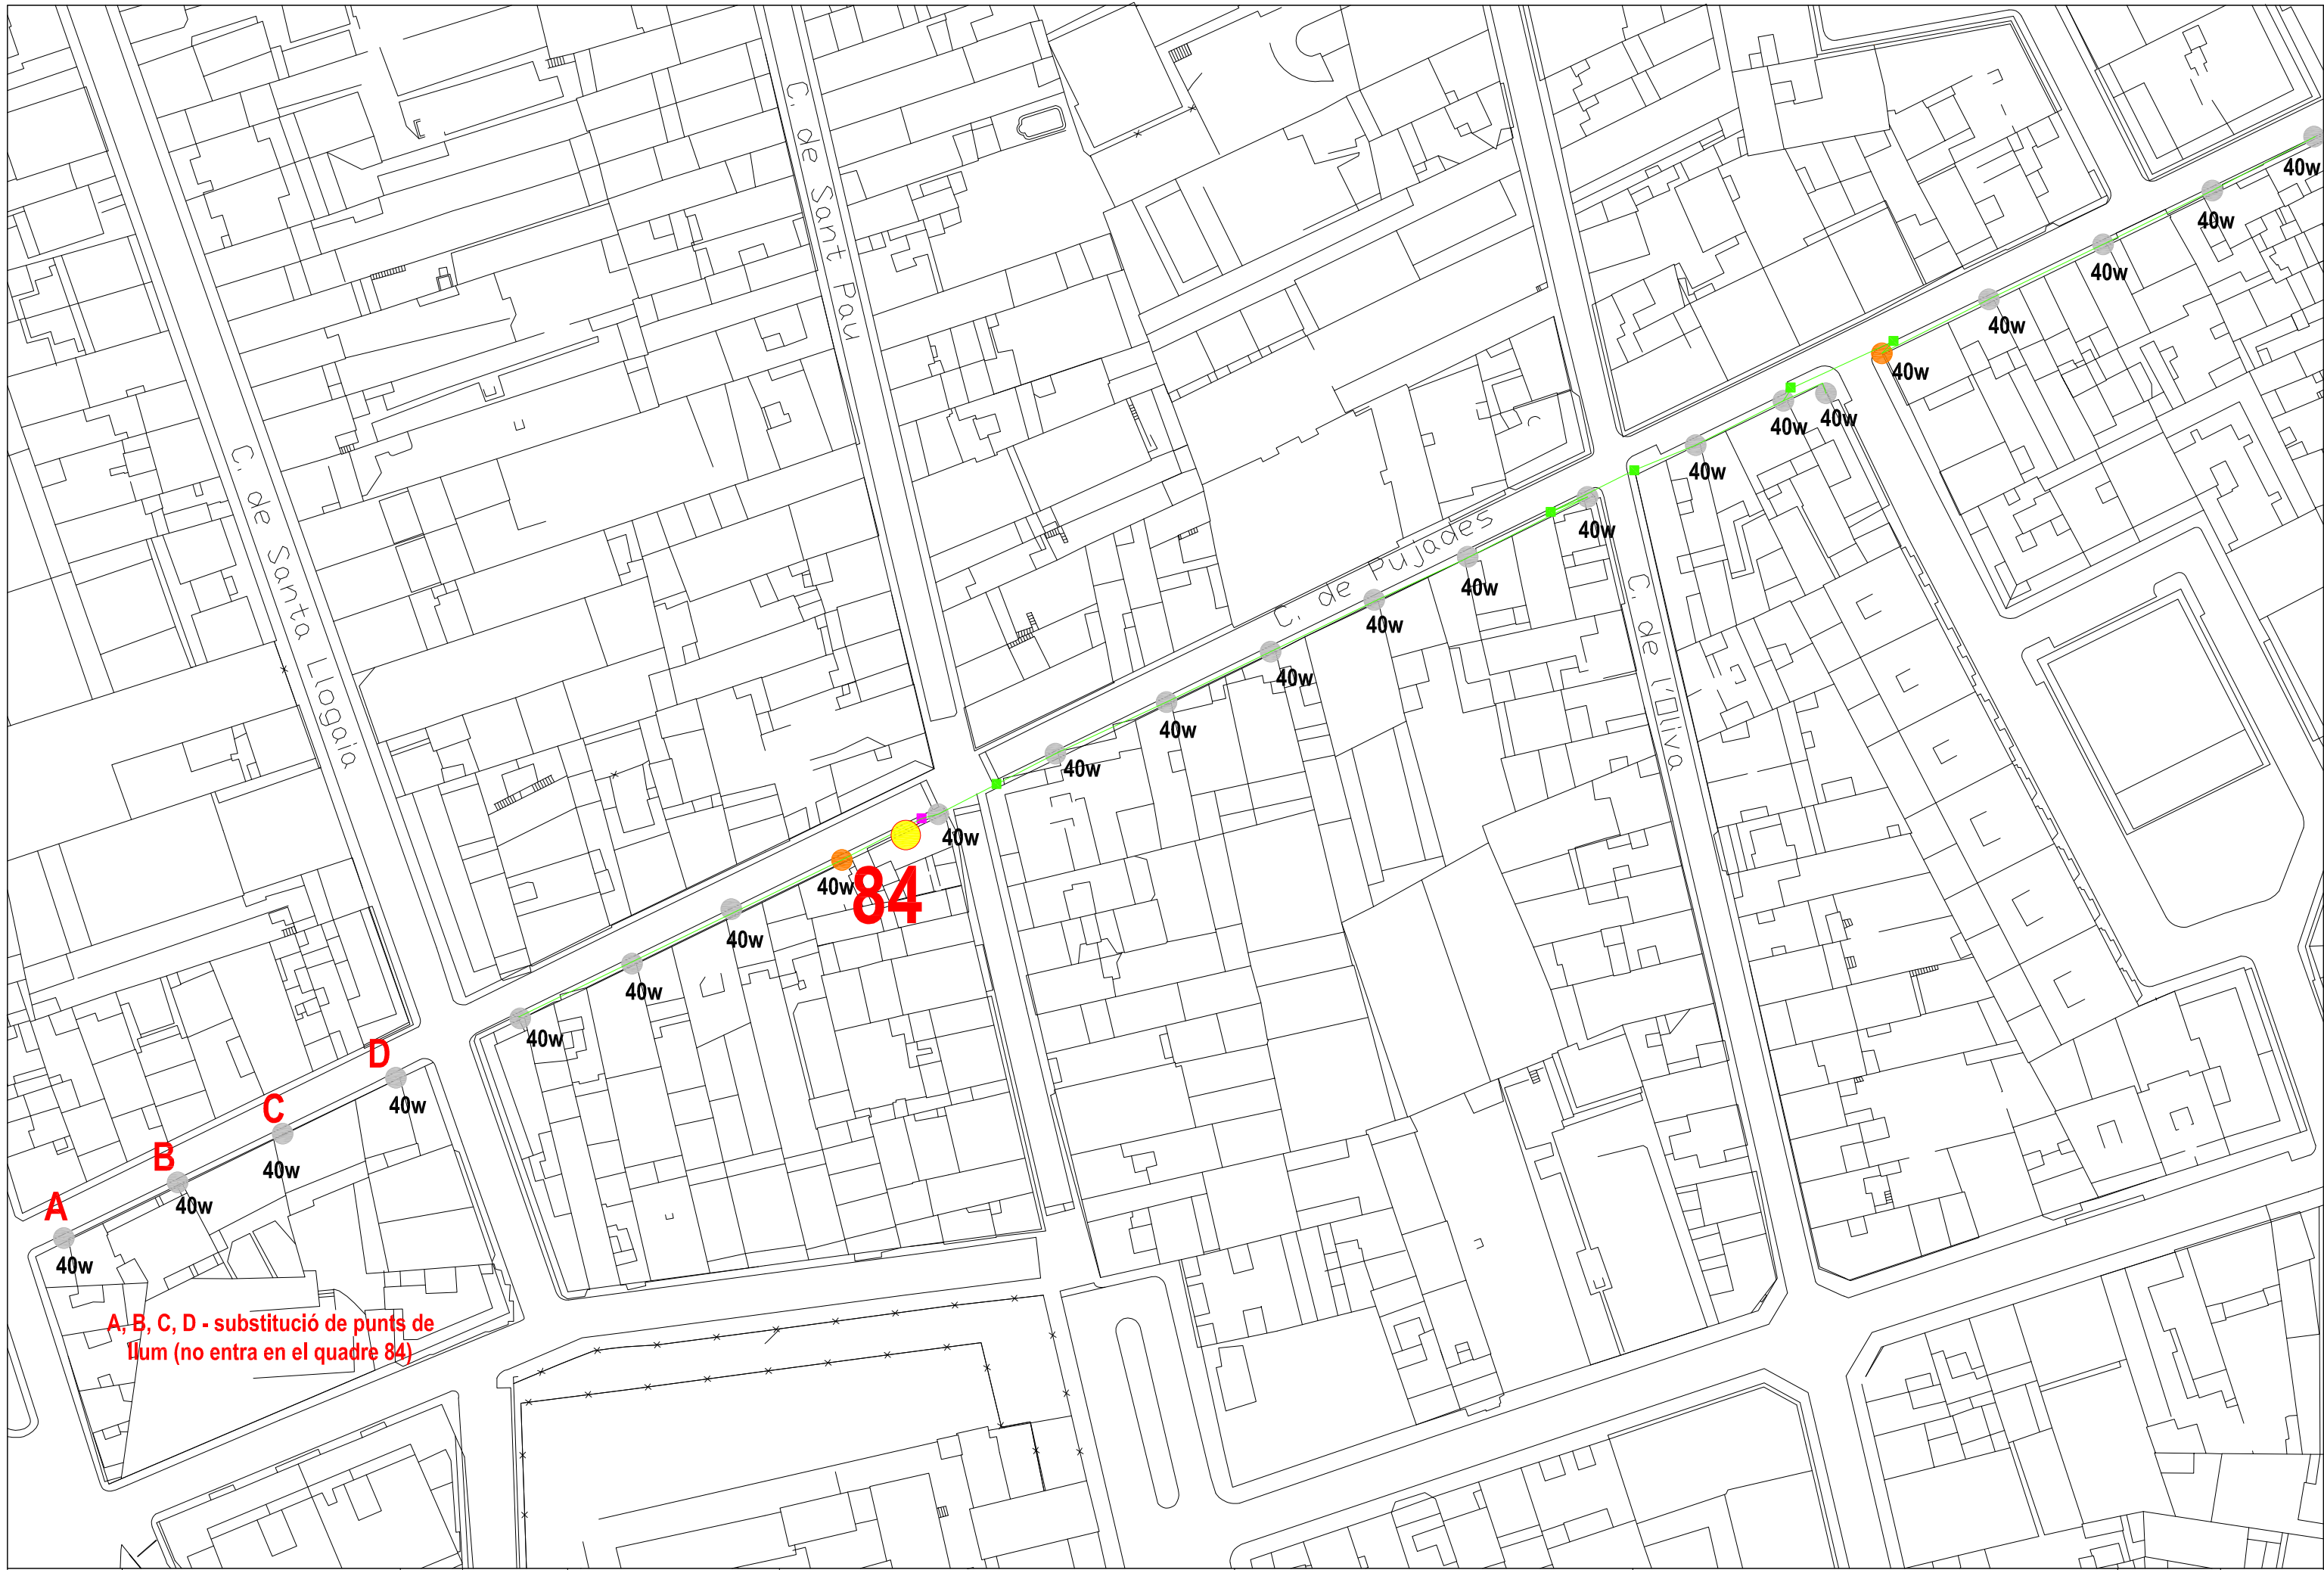 C. de Sant Pau
40w
40w
40w
40w
40w
40w
40w
40w
C. de Santa Llogaia
C. de Pujades
40w
40w
40w
40w
C. de l'Oliva
40w
40w
40w
40w
40w
84
40w
40w
40w
D
40w
C
40w
B
40w
A
40w
A, B, C, D - substitució de punts de
llum (no entra en el quadre 84)